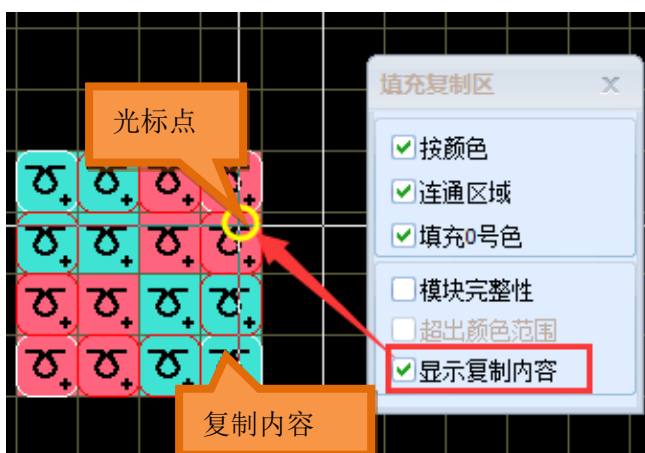 填充复制区
光标点
按颜色
连通区域
填充0号色
模块完整性
超出颜色范围
显示复制内容
复制内容